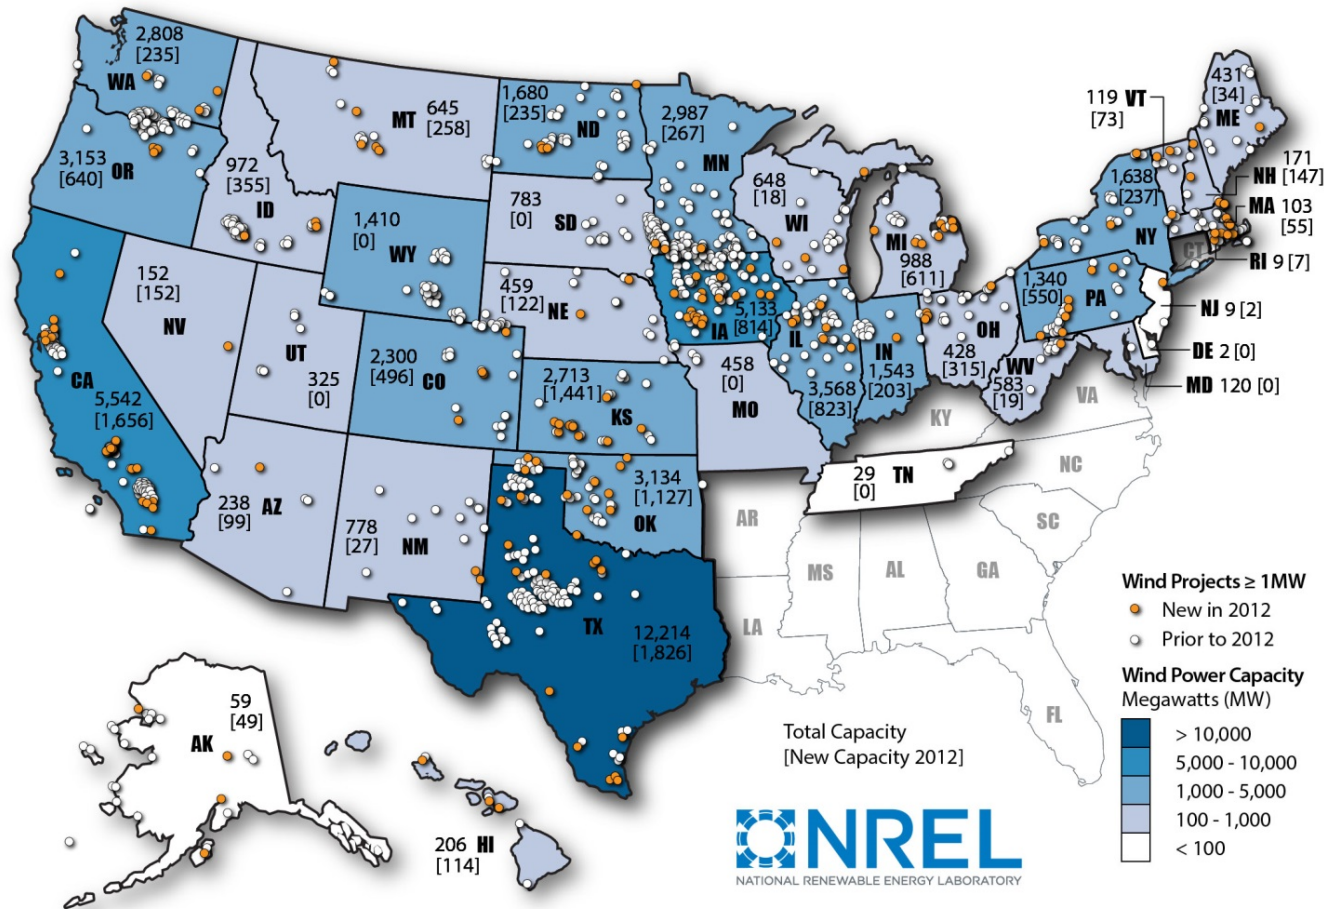 2,808
[235]
WA
3,153
[640]
OR
972
[355]
ID
MT
645
[258]
1,680
[235]
ND
2,987
[267]
MN
783
[0]
SD
648
[18]
WI
MI
988
[611]
1,410
[0]
WY
459
[122]
NE
5,133
[814]
IA
152
[152]
NV
UT
325
[0]
2,300
[496]
CO
CA
5,542
[1,656]
2,713
[1,441]
KS
458
[0]
MO
IL
3,568
[823]
IN
1,543
[203]
OH
428
[315]
WV
583
[19]
1,340
[550]
PA
1,638
[237]
NY
119 VT
[73]
431
[34]
ME
171
NH [147]
MA 103
[55]
CT
RI 9 [7]
NJ 9 [2]
DE 2 [0]
MD 120 [0]
KY
VA
29
[0]
TN
NC
SC
AR
MS
AL
GA
LA
FL
238
[99]
AZ
778
[27]
NM
3,134
[1,127]
OK
TX
12,214
[1,826]
59
[49]
AK
206 HI
[114]
Total Capacity
[New Capacity 2012]
Wind Projects ≥ 1MW
New in 2012
Prior to 2012
Wind Power Capacity
Megawatts (MW)
> 10,000
5,000 - 10,000
1,000 - 5,000
100 - 1,000
< 100
NREL
NATIONAL RENEWABLE ENERGY LABORATORY